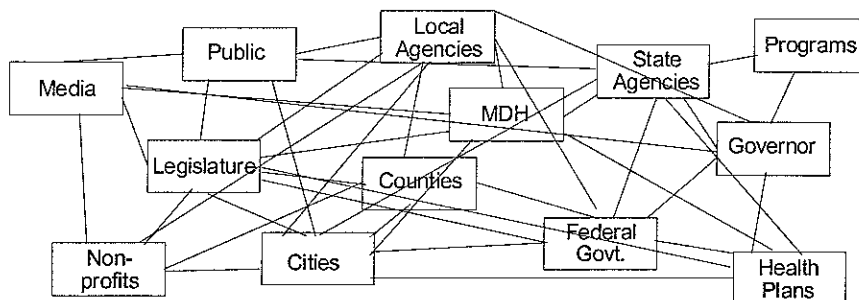 Local
Agencies
Public
Programs
State
Agencies
Media
MDH
Governor
Legislature
Counties
Federal
Govt.
Non-
profits
Cities
Health
Plans